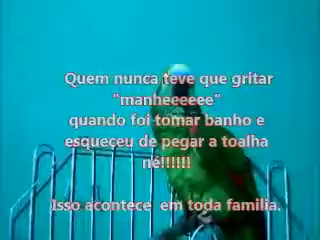 Quem nunca teve que gritar
"manheeeeee"
quando foi tomar banho e
esqueceu de pegar a toalha
né!!!!!!
Isso acontece em toda familia.